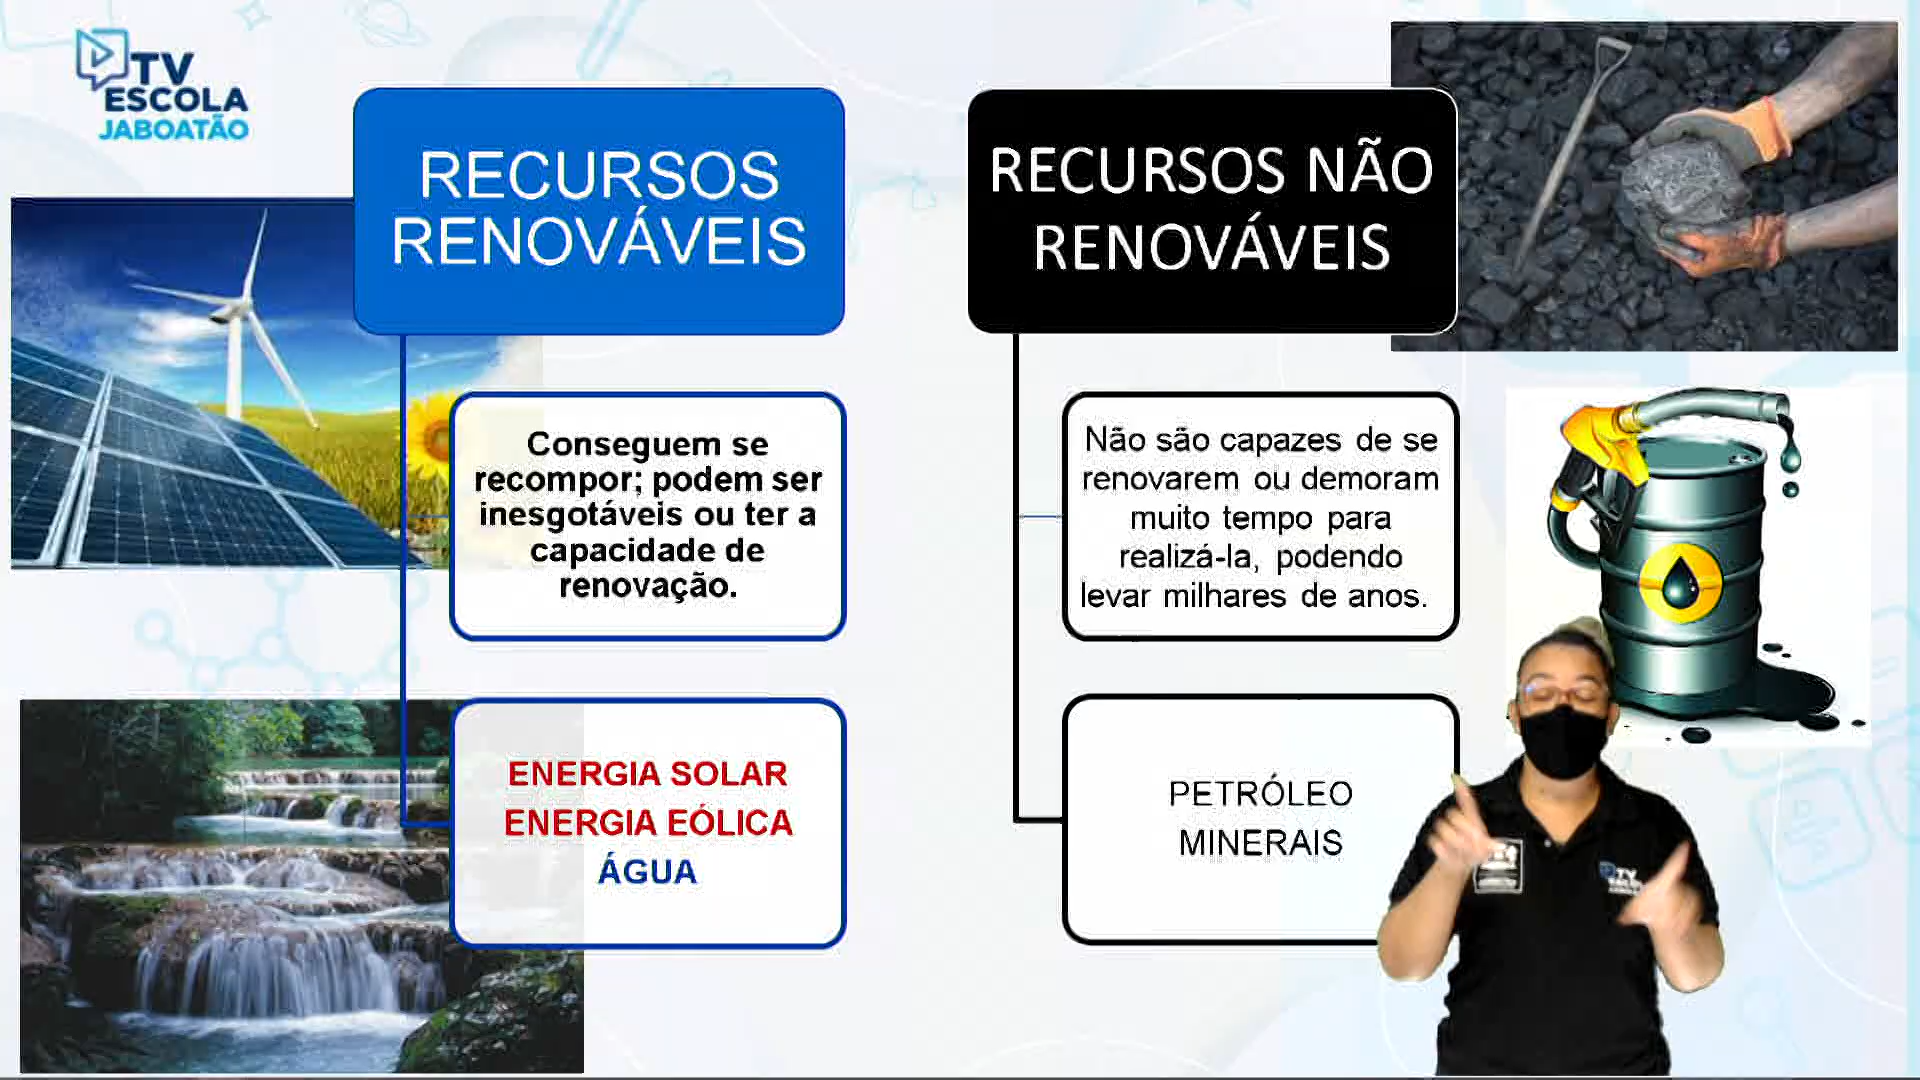 TV
ESCOLA
JABOATÃO
RECURSOS
RENOVÁVEIS
Conseguem se
recompor; podem ser
inesgotáveis ou ter a
capacidade de
renovação.
ENERGIA SOLAR
ENERGIA EÓLICA
ÁGUA
RECURSOS NÃO
RENOVÁVEIS
Não são capazes de se
renovarem ou demoram
muito tempo para
realizá-la, podendo
levar milhares de anos.
PETRÓLEO
MINERAIS
TV